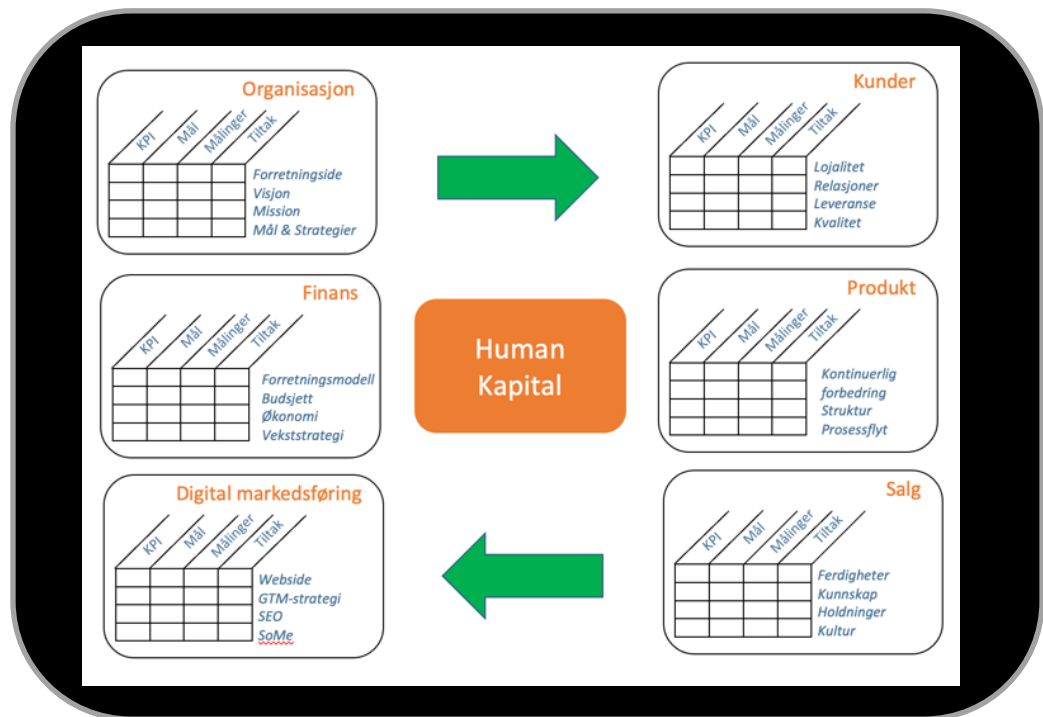 Organisasjon
KPI Mål Målinger Tiltak
Forretningside
Visjon
Mission
Mål & Strategier
Kunder
KPI Mål Målinger Tiltak
Lojalitet
Relasjoner
Leveranse
Kvalitet
Finans
KPI Mål Målinger Tiltak
Forretningsmodell
Budsjett
Økonomi
Vekststrategi
Human
Kapital
Produkt
KPI Mål Målinger Tiltak
Kontinuerlig
forbedring
Struktur
Prosessflyt
Digital markedsføring
KPI Mål Målinger Tiltak
Webside
GTM-strategi
SEO
SoMe
Salg
KPI Mål Målinger Tiltak
Ferdigheter
Kunnskap
Holdninger
Kultur